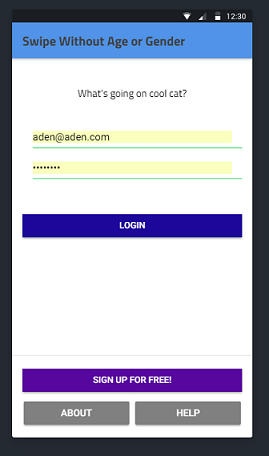 12:30
Swipe Without Age or Gender
What's going on cool cat?
aden@aden.com
••••••••
LOGIN
SIGN UP FOR FREE!
ABOUT HELP